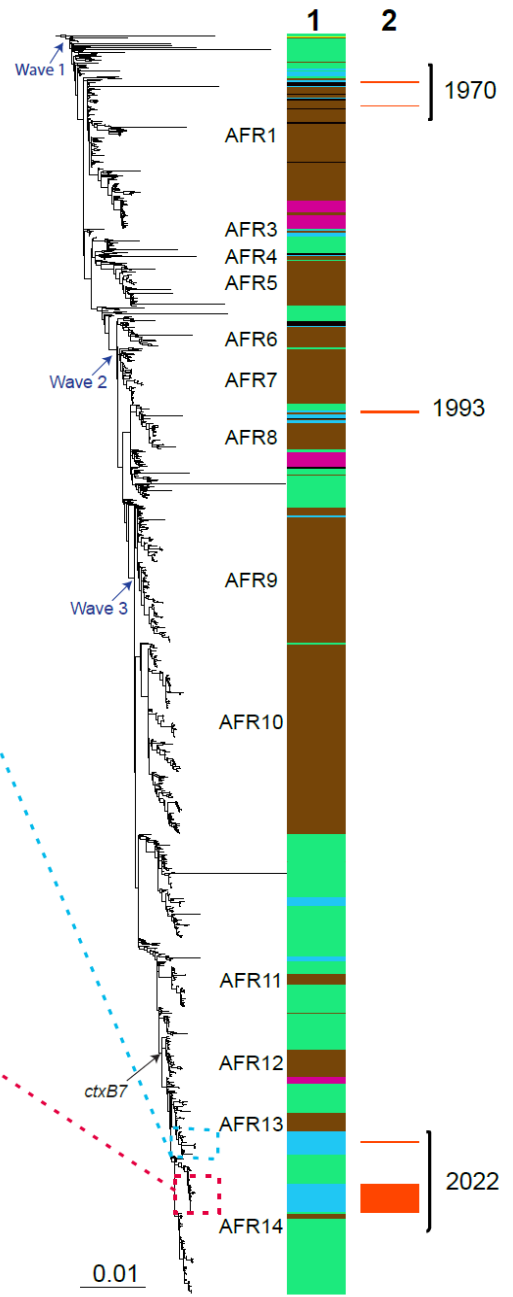 1 2
Wave 1
1970
AFR1
AFR3
AFR4
AFR5
AFR6
Wave 2
AFR7
1993
AFR8
AFR9
Wave 3
AFR10
AFR11
AFR12
ctxB7
AFR13
2022
AFR14
0.01